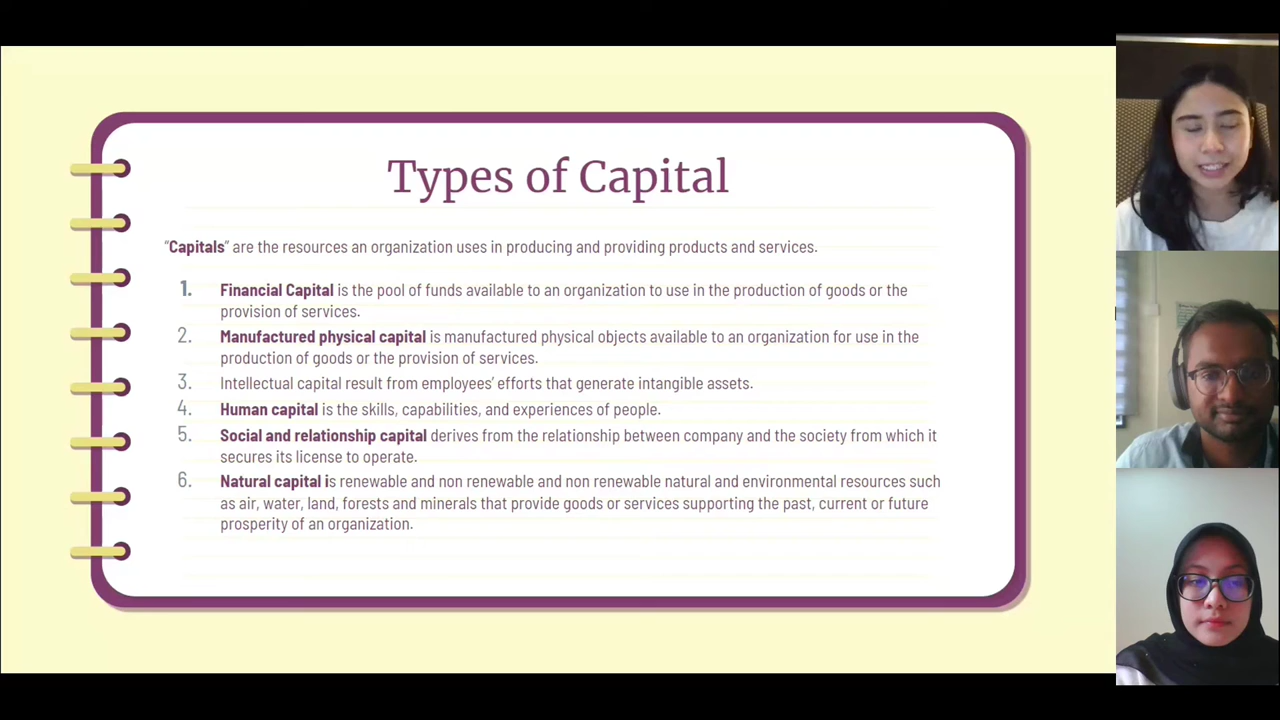 Types of Capital
“Capitals” are the resources an organization uses in producing and providing products and services.
1. Financial Capital is the pool of funds available to an organization to use in the production of goods or the
provision of services.
2. Manufactured physical capital is manufactured physical objects available to an organization for use in the
production of goods or the provision of services.
3. Intellectual capital result from employees’ efforts that generate intangible assets.
4. Human capital is the skills, capabilities, and experiences of people.
5. Social and relationship capital derives from the relationship between company and the society from which it
secures its license to operate.
6. Natural capital is renewable and non renewable and non renewable natural and environmental resources such
as air, water, land, forests and minerals that provide goods or services supporting the past, current or future
prosperity of an organization.